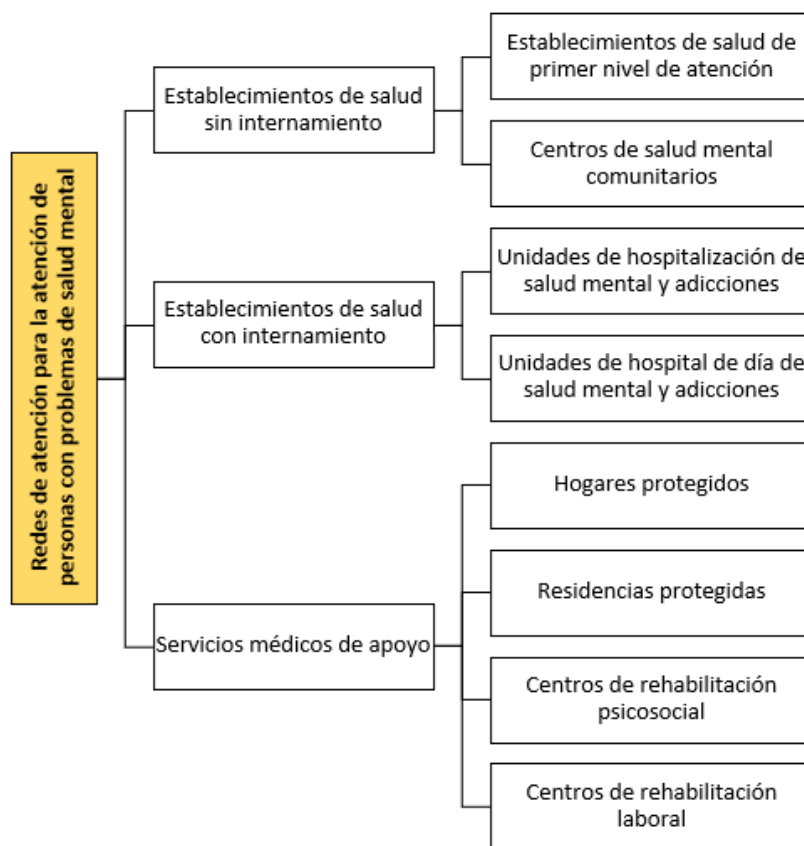 Redes de atención para la atención de
personas con problemas de salud mental
Establecimientos de salud
sin internamiento
Establecimientos de salud de
primer nivel de atención
Centros de salud mental
comunitarios
Establecimientos de salud
con internamiento
Unidades de hospitalización de
salud mental y adicciones
Unidades de hospital de día de
salud mental y adicciones
Servicios médicos de apoyo
Hogares protegidos
Residencias protegidas
Centros de rehabilitación
psicosocial
Centros de rehabilitación
laboral